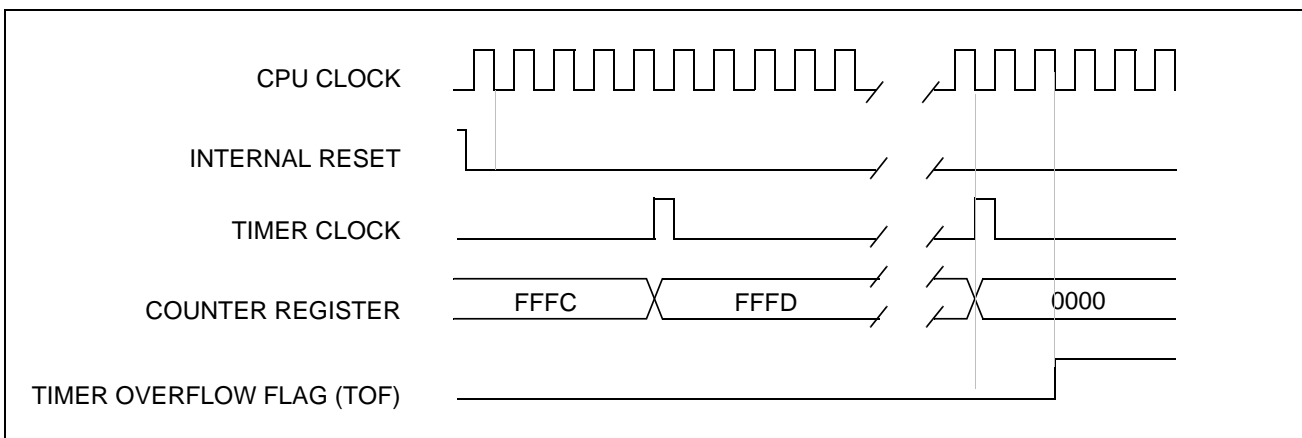 CPU CLOCK
INTERNAL RESET
TIMER CLOCK
COUNTER REGISTER FFFC FFFD 0000
TIMER OVERFLOW FLAG (TOF)